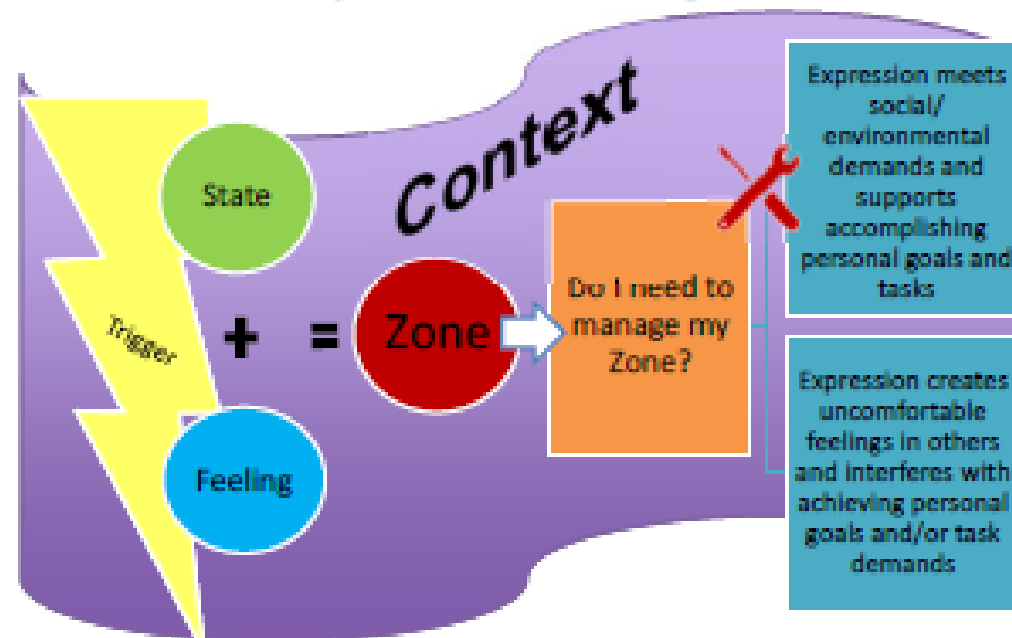 Context
Trigger
State
+
=
Feeling
Zone
Do I need to
manage my
Zone?
Expression meets
social/
environmental
demands and
supports
accomplishing
personal goals and
tasks
Expression creates
uncomfortable
feelings in others
and interferes with
achieving personal
goals and/or task
demands